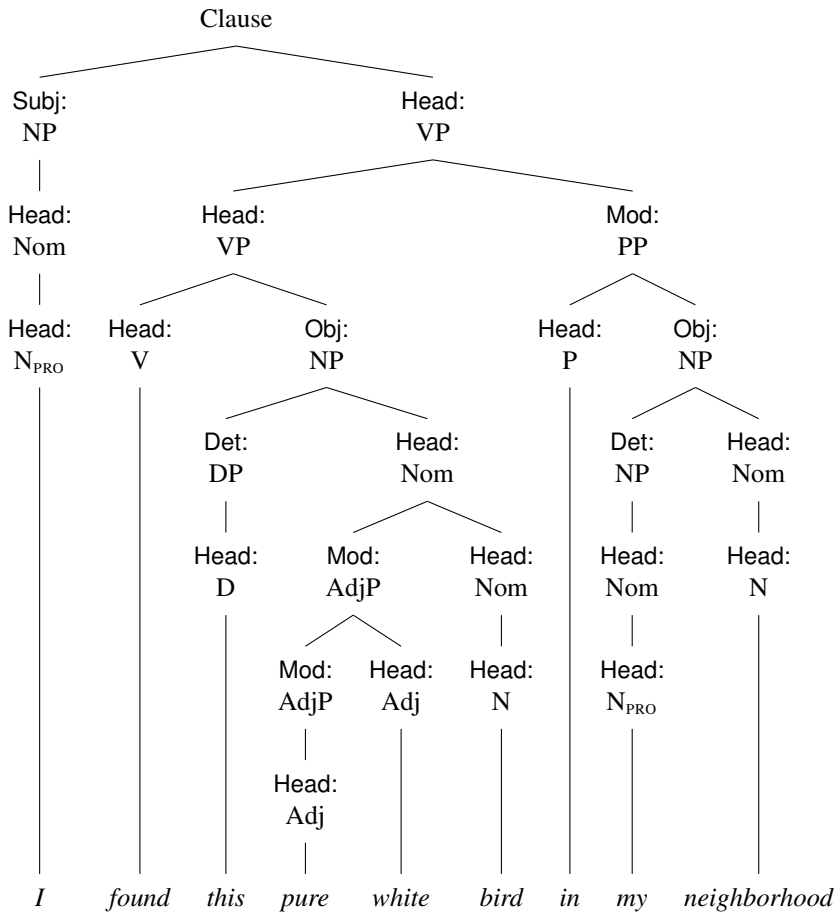 Clause
Subj: Head:
NP VP
Head: Head: Mod:
Nom VP PP
Head: Head: Obj: Head: Obj:
N_PRO V NP P NP
Det: Head: Det: Head:
DP Nom NP Nom
Head: Mod: Head: Head: Head:
D AdjP Nom Nom N
Mod: Head: Head: Head:
AdjP Adj N N_PRO
Head:
Adj
I found this pure white bird in my neighborhood